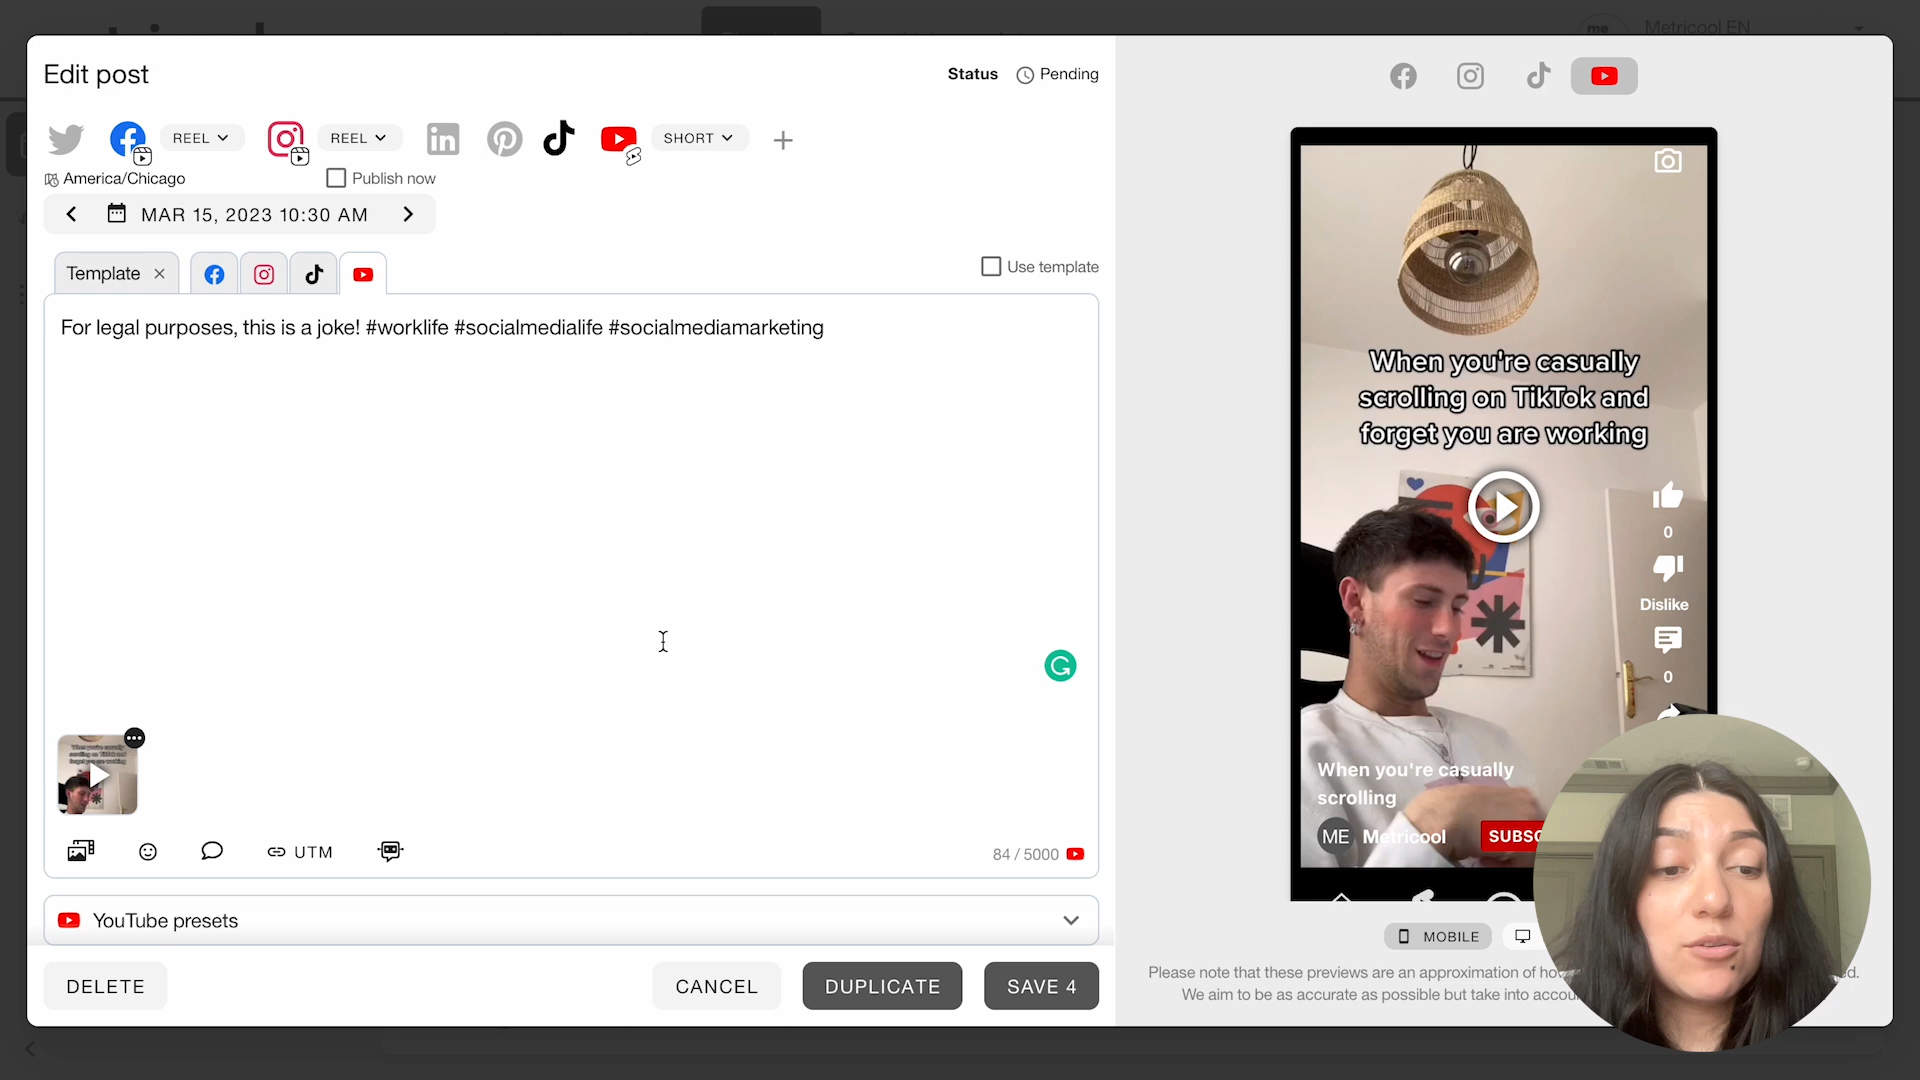 Metricool EN
Edit post
Status Pending
REEL
REEL
SHORT
America/Chicago
Publish now
MAR 15, 2023 10:30 AM
Template
Use template
For legal purposes, this is a joke! #worklife #socialmedialife #socialmediamarketing
84 / 5000
UTM
YouTube presets
DELETE
CANCEL
DUPLICATE
SAVE 4
When you're casually
scrolling on TikTok and
forget you are working
0
Dislike
0
When you're casually
scrolling
ME Metricool
MOBILE
Please note that these previews are an approximation of
We aim to be as accurate as possible but take into